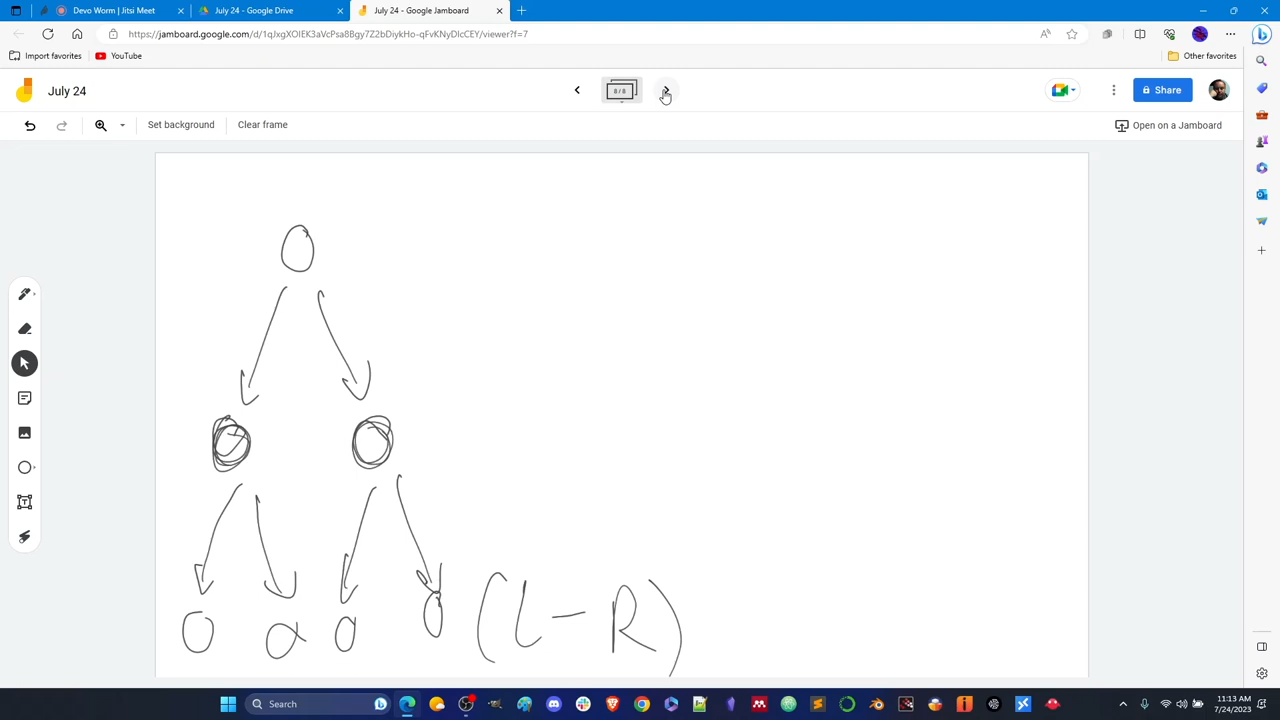 Devo Worm | Jitsi Meet
July 24 - Google Drive
July 24 - Google Jamboard
https://jamboard.google.com/d/1qJxgXOIEK3aVcPsa8Bgy7Z2bDiykHo-qFvKNyDlcCEY/viewer?f=7
Import favorites
YouTube
Other favorites
July 24
8 / 8
Share
Set background
Clear frame
Open on a Jamboard
(L - R)
Search
11:13 AM
7/24/2023